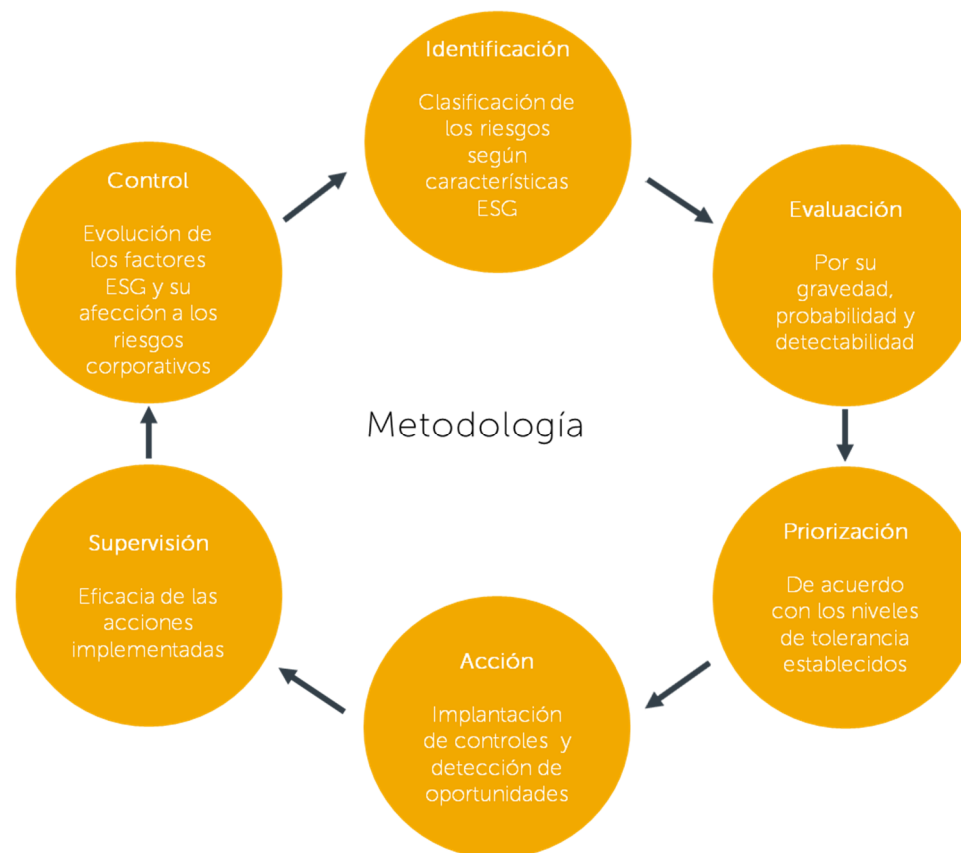 Identificación
Clasificación de
los riesgos
según
características
ESG
Evaluación
Por su
gravedad,
probabilidad y
detectabilidad
Priorización
De acuerdo
con los niveles
de tolerancia
establecidos
Acción
Implantación
de controles y
detección de
oportunidades
Supervisión
Eficacia de las
acciones
implementadas
Control
Evolución de
los factores
ESG y su
afección a los
riesgos
corporativos
Metodología